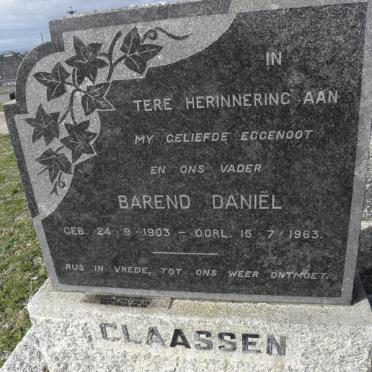 IN
TERE HERINNERING AAN
MY GELIEFDE EGGENOOT
EN ONS VADER
BAREND DANIËL
GEB. 24 · 9 · 1903 — OORL. 15 · 7 · 1963.
RUS IN VREDE, TOT ONS WEER ONTMOET.
CLAASSEN